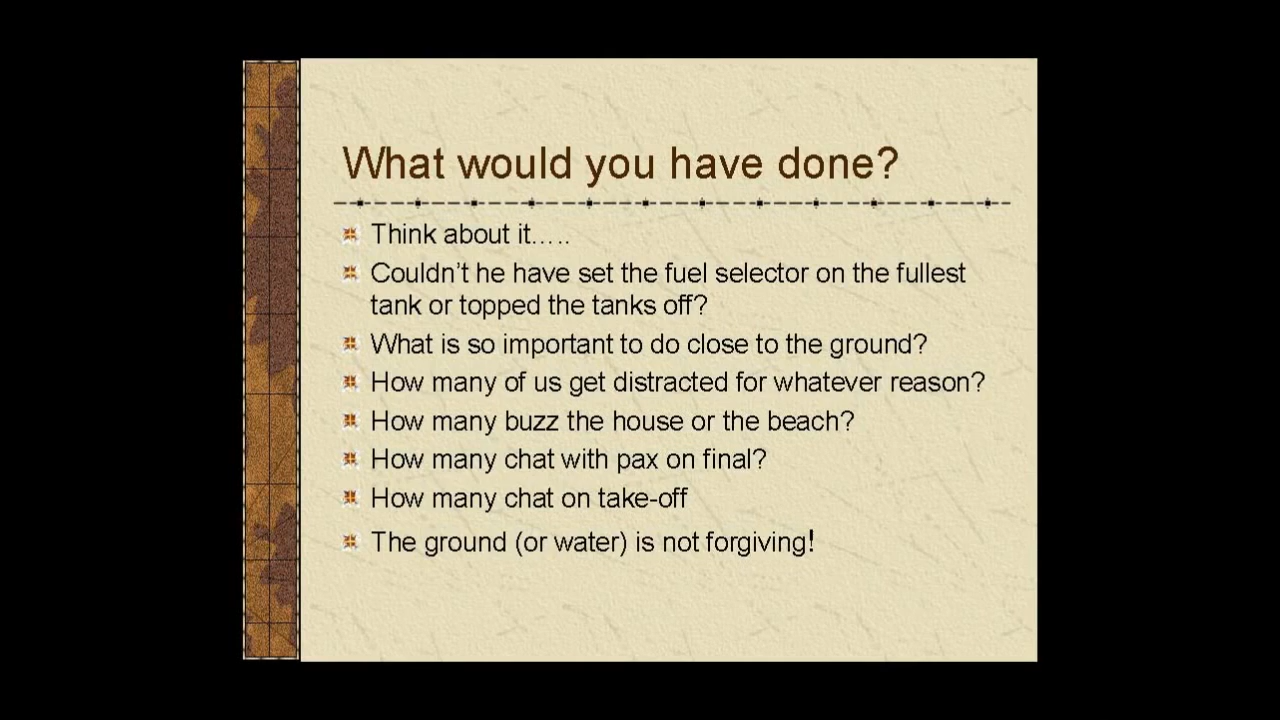 What would you have done?
Think about it.....
Couldn't he have set the fuel selector on the fullest
tank or topped the tanks off?
What is so important to do close to the ground?
How many of us get distracted for whatever reason?
How many buzz the house or the beach?
How many chat with pax on final?
How many chat on take-off
The ground (or water) is not forgiving!